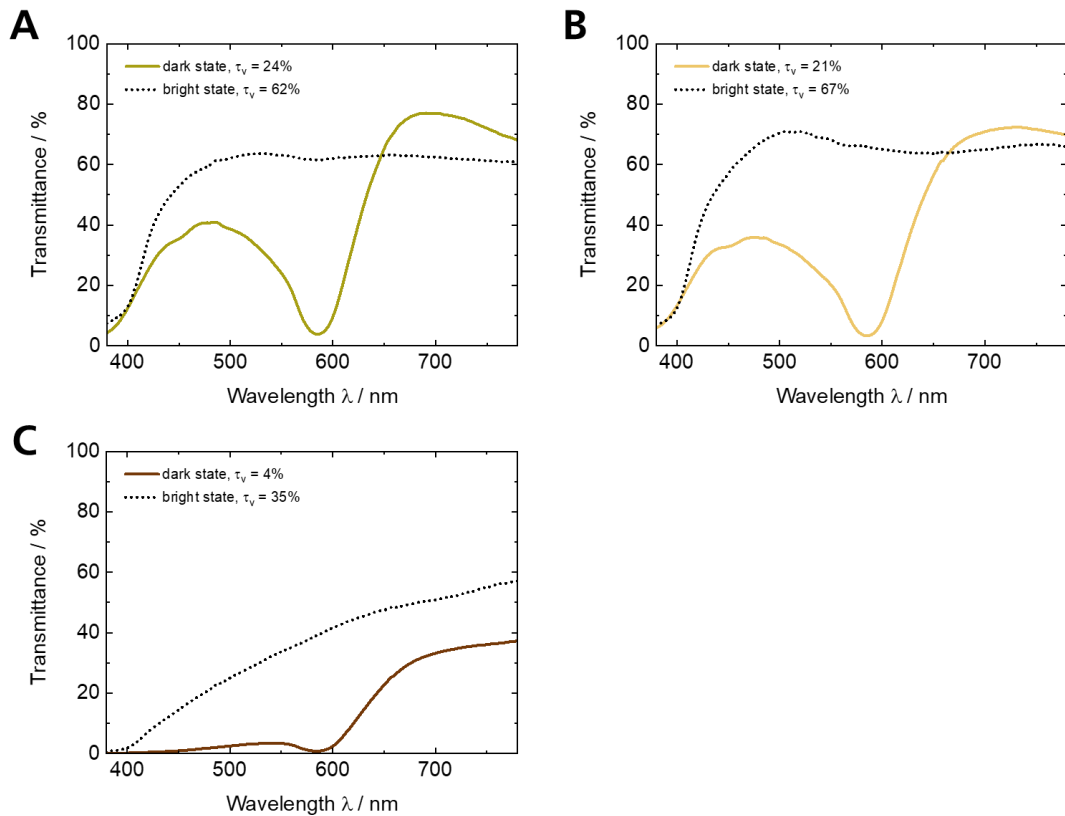 A
100
80
60
40
20
0
Transmittance / %
dark state, τv = 24%
bright state, τv = 62%
400 500 600 700
Wavelength λ / nm
B
100
80
60
40
20
0
Transmittance / %
dark state, τv = 21%
bright state, τv = 67%
400 500 600 700
Wavelength λ / nm
C
100
80
60
40
20
0
Transmittance / %
dark state, τv = 4%
bright state, τv = 35%
400 500 600 700
Wavelength λ / nm